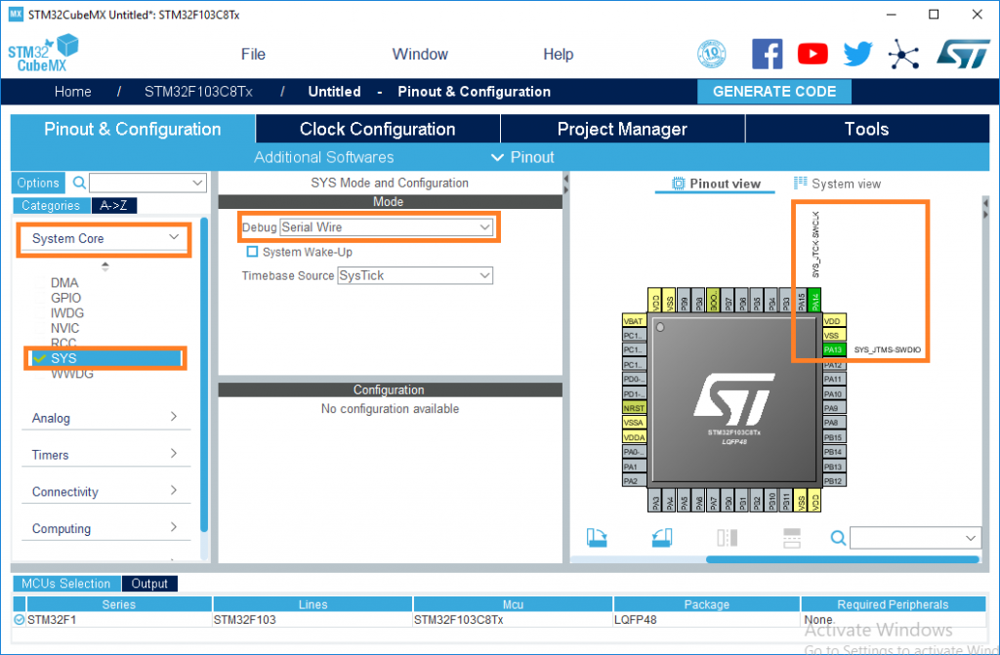 MX STM32CubeMX Untitled*: STM32F103C8Tx
STM32
CubeMX
File Window Help
10
Home / STM32F103C8Tx / Untitled - Pinout & Configuration GENERATE CODE
Pinout & Configuration Clock Configuration Project Manager Tools
Additional Softwares Pinout
Options
Categories A->Z
System Core
DMA
GPIO
IWDG
NVIC
RCC
SYS
WWDG
Analog
Timers
Connectivity
Computing
SYS Mode and Configuration
Mode
Debug Serial Wire
System Wake-Up
Timebase Source SysTick
Configuration
No configuration available
Pinout view System view
SYS_JTCK-SWCLK
VDD VSS PB9 PB8 BOO.. PB7 PB6 PB5 PB4 PB3 PA15 PA14
VBAT
PC1..
PC1..
PC1..
PD0-..
PD1-..
NRST
VSSA
VDDA
PA0-..
PA1
PA2
VDD
VSS
PA13 SYS_JTMS-SWDIO
PA12
PA11
PA10
PA9
PA8
PB15
PB14
PB13
PB12
STM32F103C8Tx
LQFP48
PA3 PA4 PA5 PA6 PA7 PB0 PB1 PB2 PB10 PB11 VSS VDD
MCUs Selection Output
Series Lines Mcu Package Required Peripherals
STM32F1 STM32F103 STM32F103C8Tx LQFP48 None
Activate Windows
Go to Settings to activate Wind